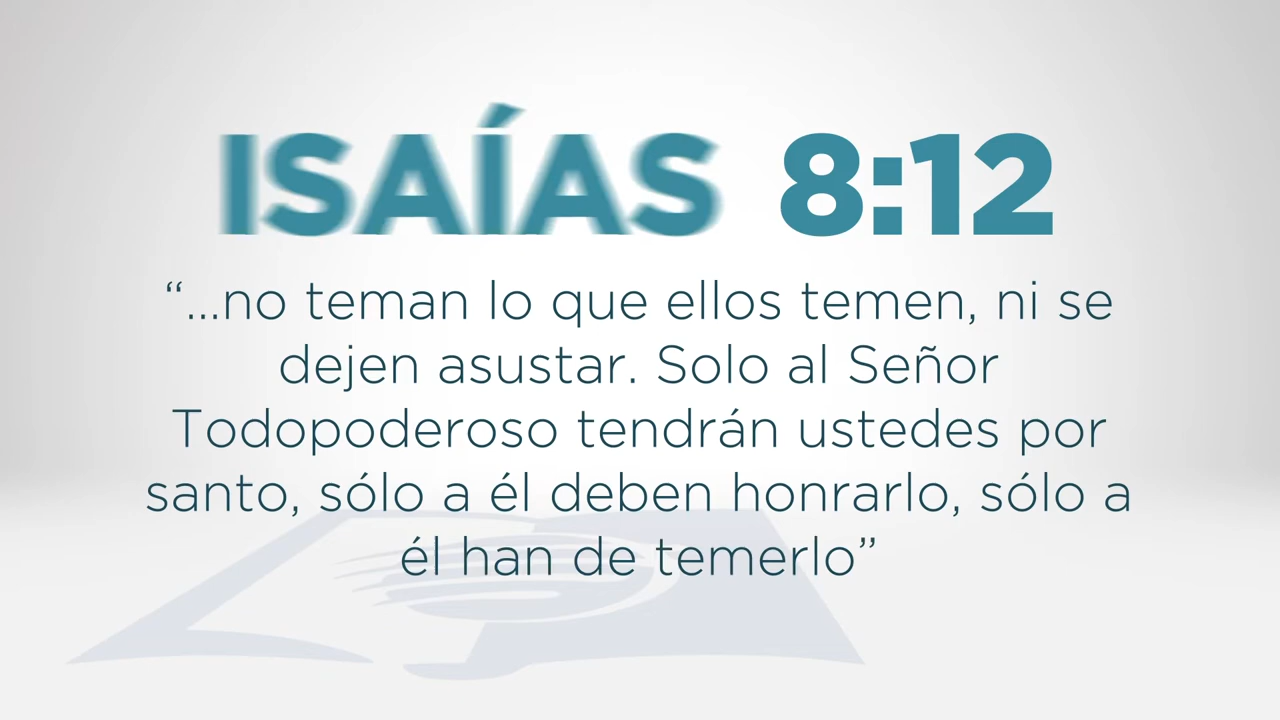 ISAÍAS 8:12
“...no teman lo que ellos temen, ni se
dejen asustar. Solo al Señor
Todopoderoso tendrán ustedes por
santo, sólo a él deben honrarlo, sólo a
él han de temerlo”